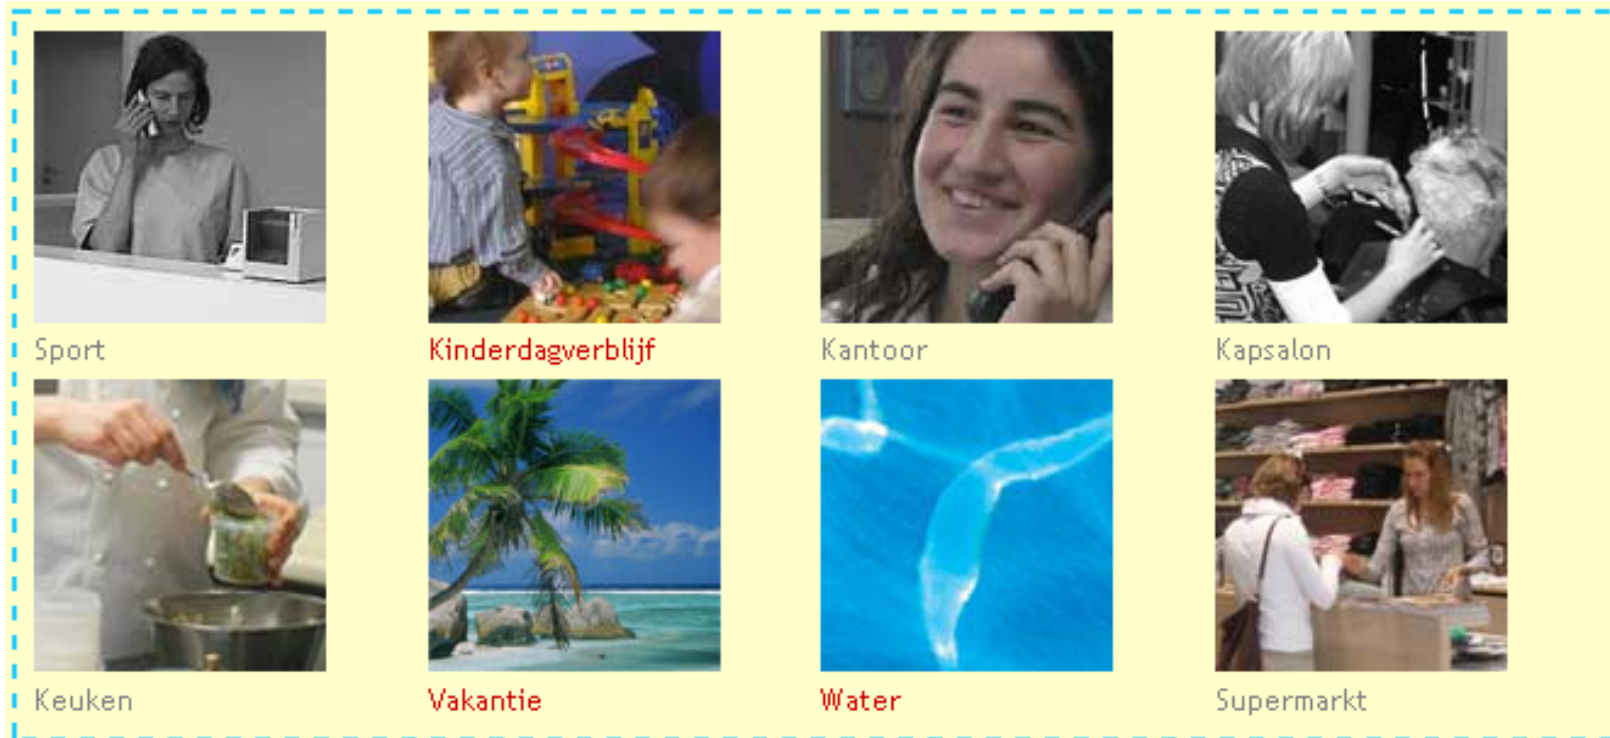 Sport
Kinderdagverblijf
Kantoor
Kapsalon
Keuken
Vakantie
Water
Supermarkt